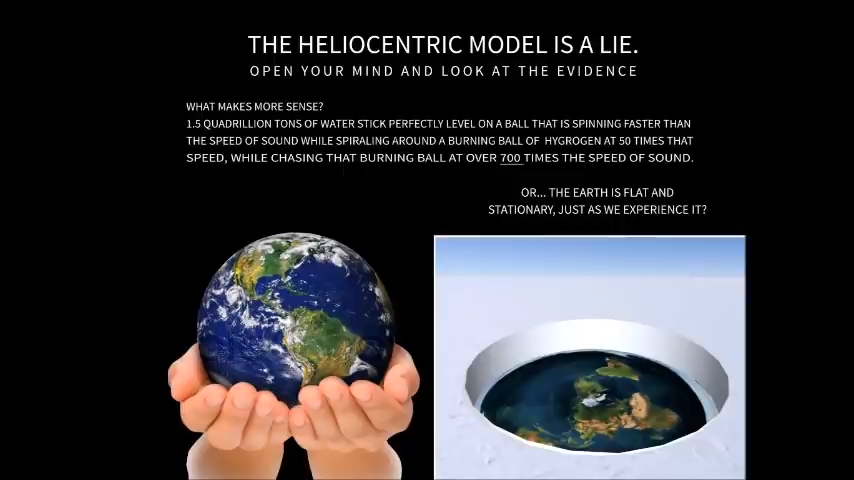 THE HELIOCENTRIC MODEL IS A LIE.
OPEN YOUR MIND AND LOOK AT THE EVIDENCE
WHAT MAKES MORE SENSE?
1.5 QUADRILLION TONS OF WATER STICK PERFECTLY LEVEL ON A BALL THAT IS SPINNING FASTER THAN
THE SPEED OF SOUND WHILE SPIRALING AROUND A BURNING BALL OF HYGROGEN AT 50 TIMES THAT
SPEED, WHILE CHASING THAT BURNING BALL AT OVER 700 TIMES THE SPEED OF SOUND.
OR... THE EARTH IS FLAT AND
STATIONARY, JUST AS WE EXPERIENCE IT?